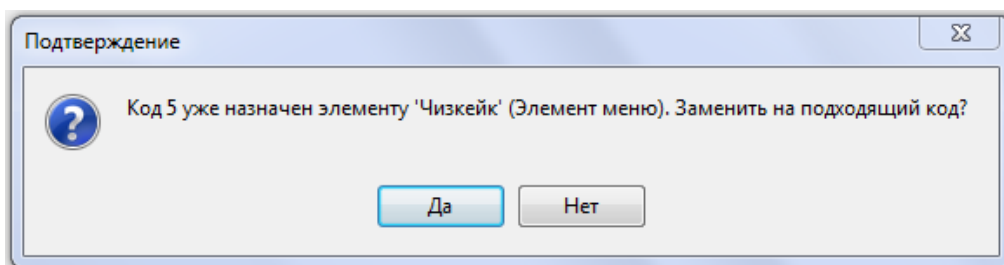 Подтверждение
Код 5 уже назначен элементу 'Чизкейк' (Элемент меню). Заменить на подходящий код?
Да
Нет